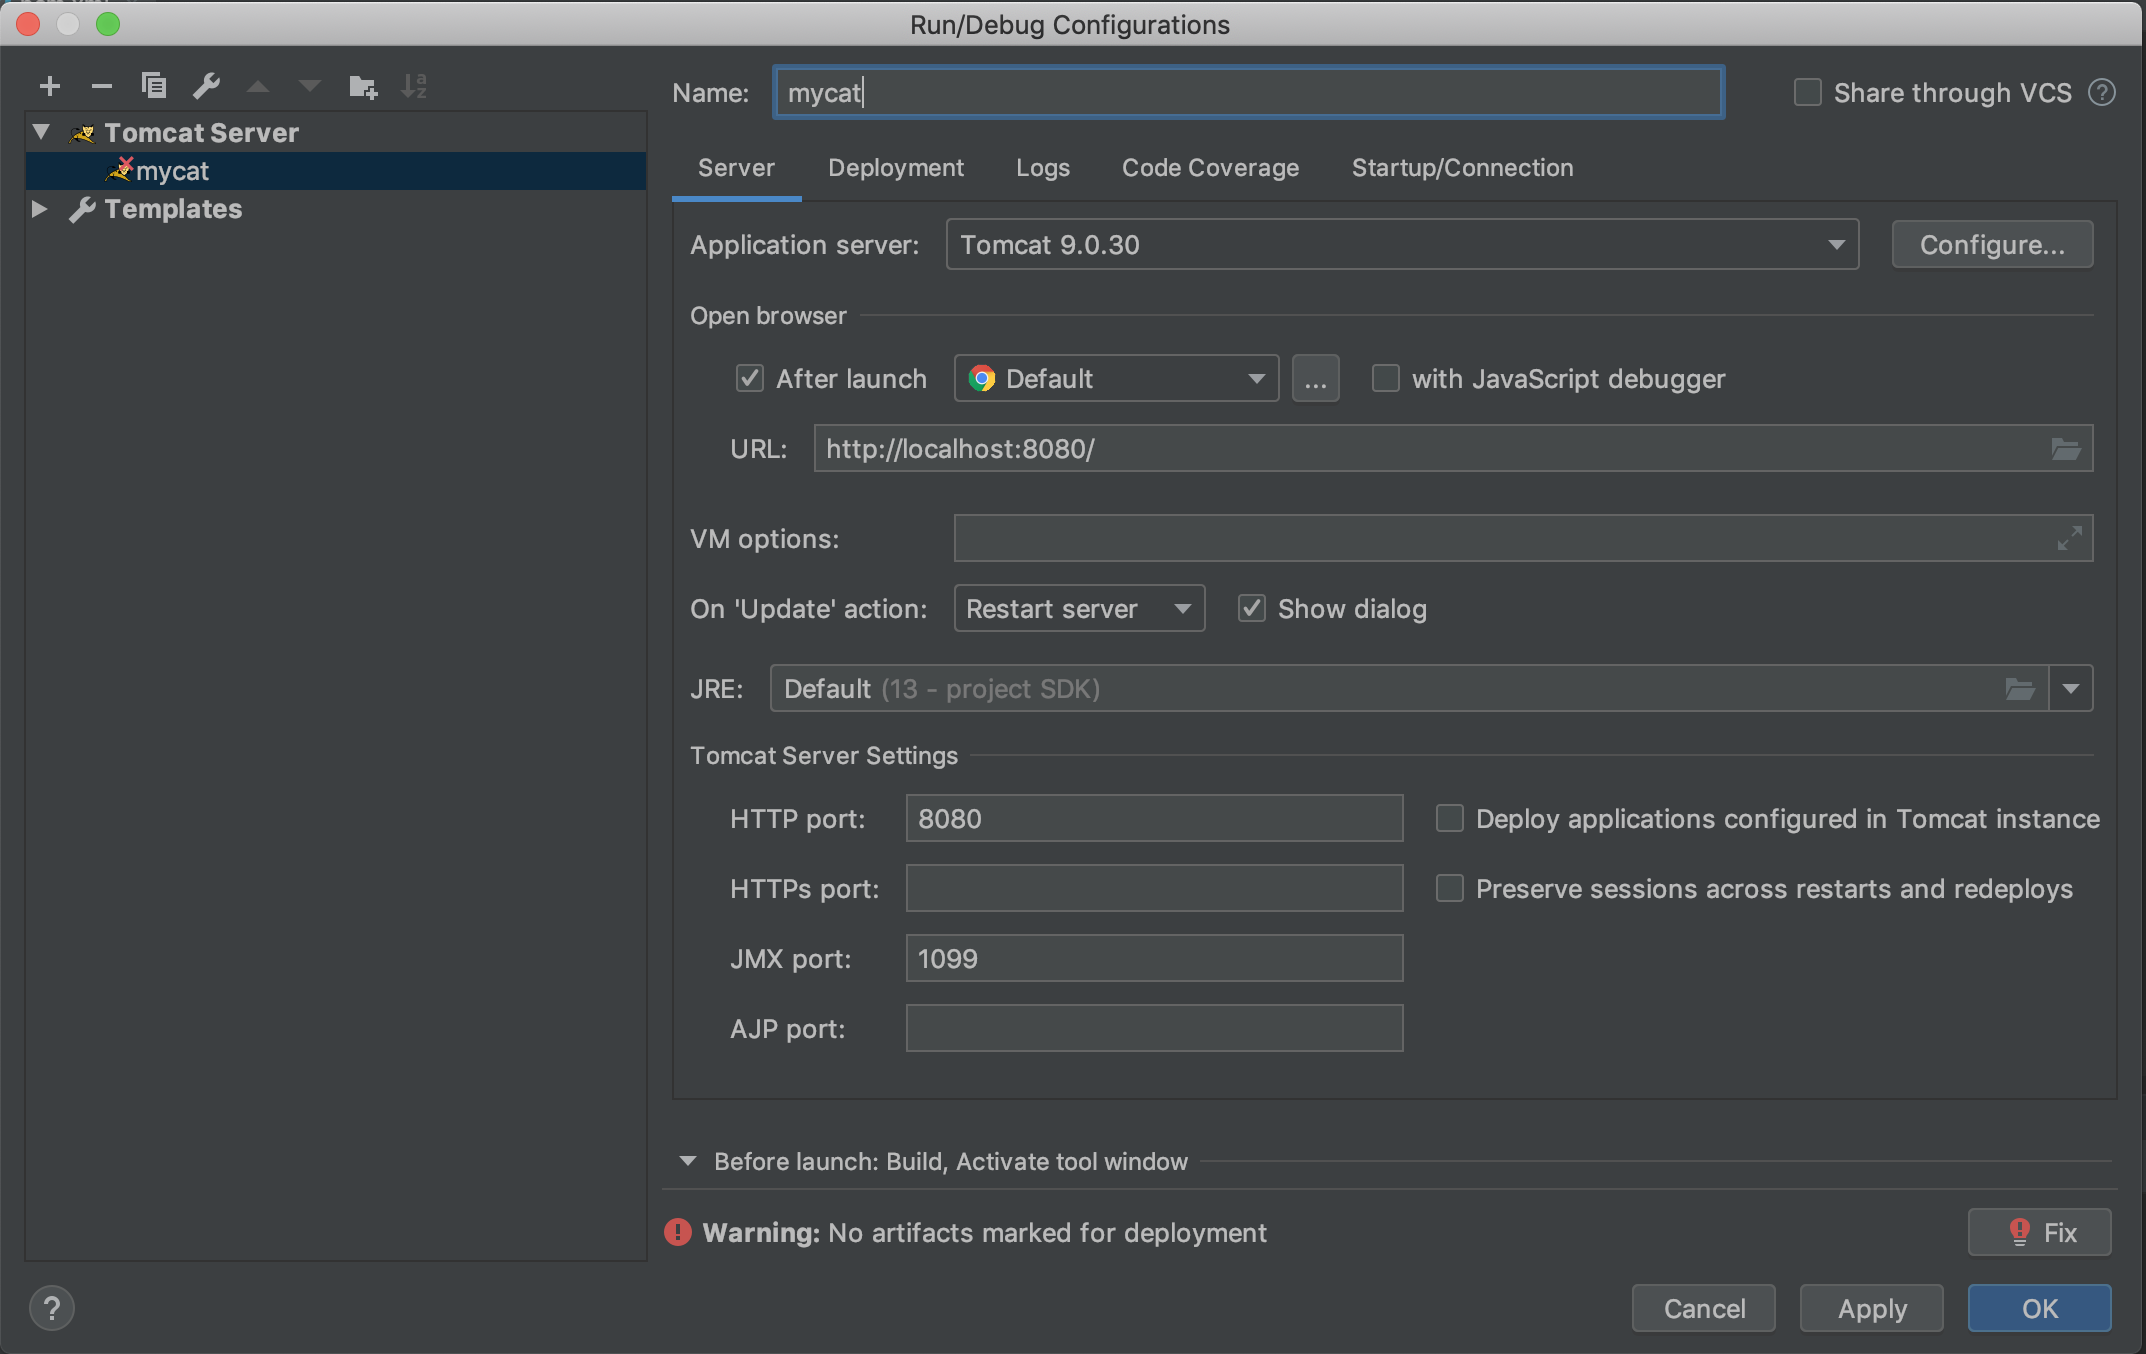 Run/Debug Configurations
Name: mycat
Share through VCS ?
Tomcat Server
mycat
Templates
Server Deployment Logs Code Coverage Startup/Connection
Application server: Tomcat 9.0.30 Configure...
Open browser
After launch Default ... with JavaScript debugger
URL: http://localhost:8080/
VM options:
On 'Update' action: Restart server Show dialog
JRE: Default (13 - project SDK)
Tomcat Server Settings
HTTP port: 8080 Deploy applications configured in Tomcat instance
HTTPs port: Preserve sessions across restarts and redeploys
JMX port: 1099
AJP port:
Before launch: Build, Activate tool window
Warning: No artifacts marked for deployment Fix
? Cancel Apply OK